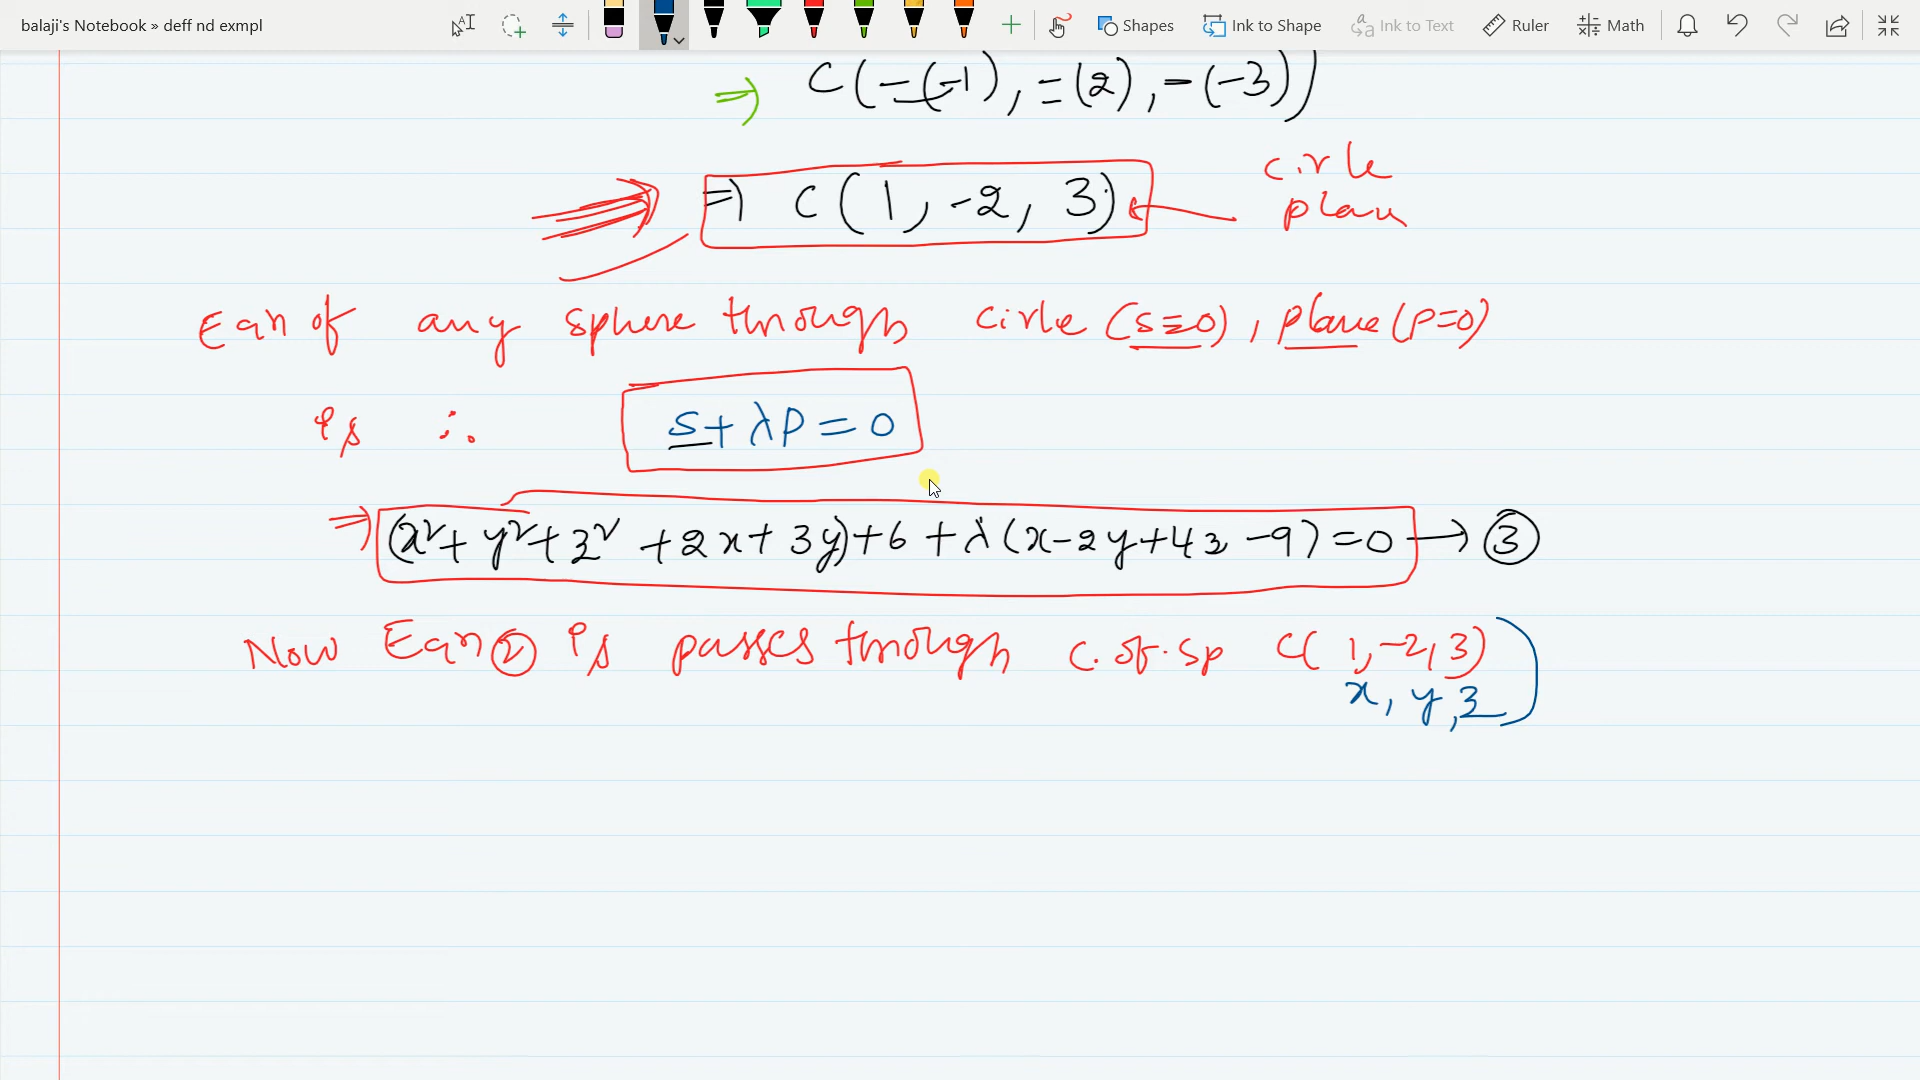 balaji's Notebook » deff nd exmpl Shapes Ink to Shape Ink to Text Ruler Math
=) C(-(-1), -(2), -(-3))
=) C(1, -2, 3) cirle
plane
Eqn of any sphere through cirle (S=0), plane (P=0)
is ∴ S+λP=0
=) (x²+y²+z²+2x+3y)+6+λ(x-2y+4z-9)=0 → ③
Now Eqn ② is passes through c.of.sp C(1,-2,3)
x, y, z